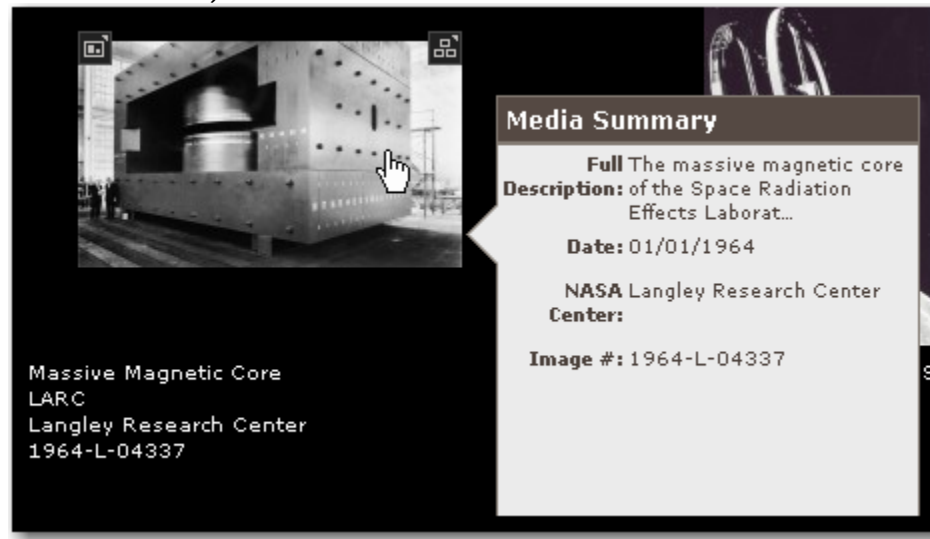 Media Summary
Full Description: The massive magnetic core
of the Space Radiation
Effects Laborat...
Date: 01/01/1964
NASA Center: Langley Research Center
Image #: 1964-L-04337
Massive Magnetic Core
LARC
Langley Research Center
1964-L-04337